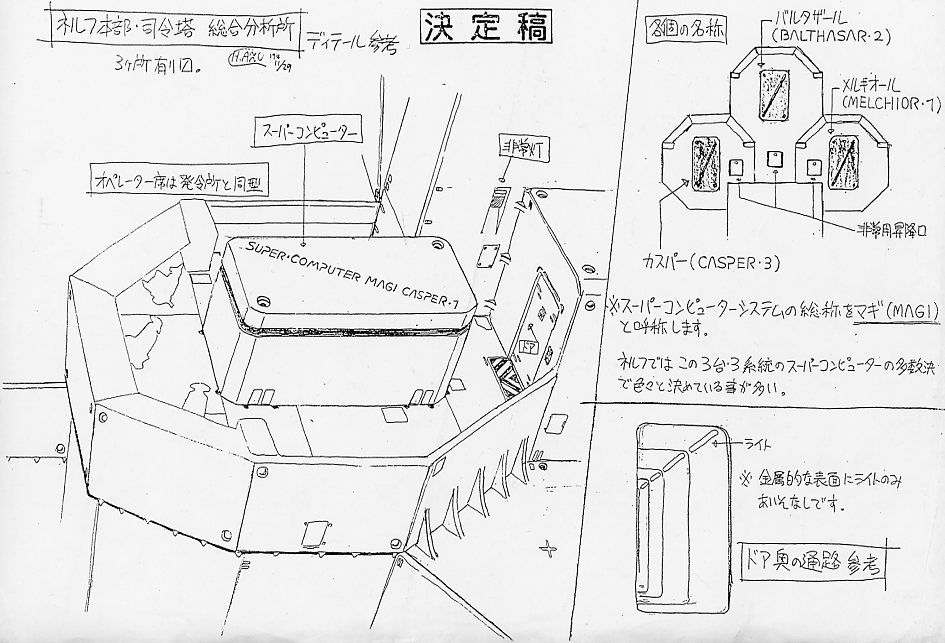 ネルフ本部・司令塔 総合分析所
ディテール参考
3ヶ所有り〼。
決定稿
スーパーコンピューター
非常灯
オペレーター席は発令所と同型
SUPER・COMPUTER MAGI CASPER・1
ドア
各個の名称
バルタザール
(BALTHASAR・2)
メルキオール
(MELCHIOR・1)
非常用昇降口
カスパー(CASPER・3)
※スーパーコンピューターシステムの総称をマギ(MAGI)
と呼称します。
ネルフではこの3台・3系統のスーパーコンピューターの多数決
で色々と決めている事が多い。
ライト
※ 金属的な表面にライトのみ
あいそなしです。
ドア奥の通路 参考